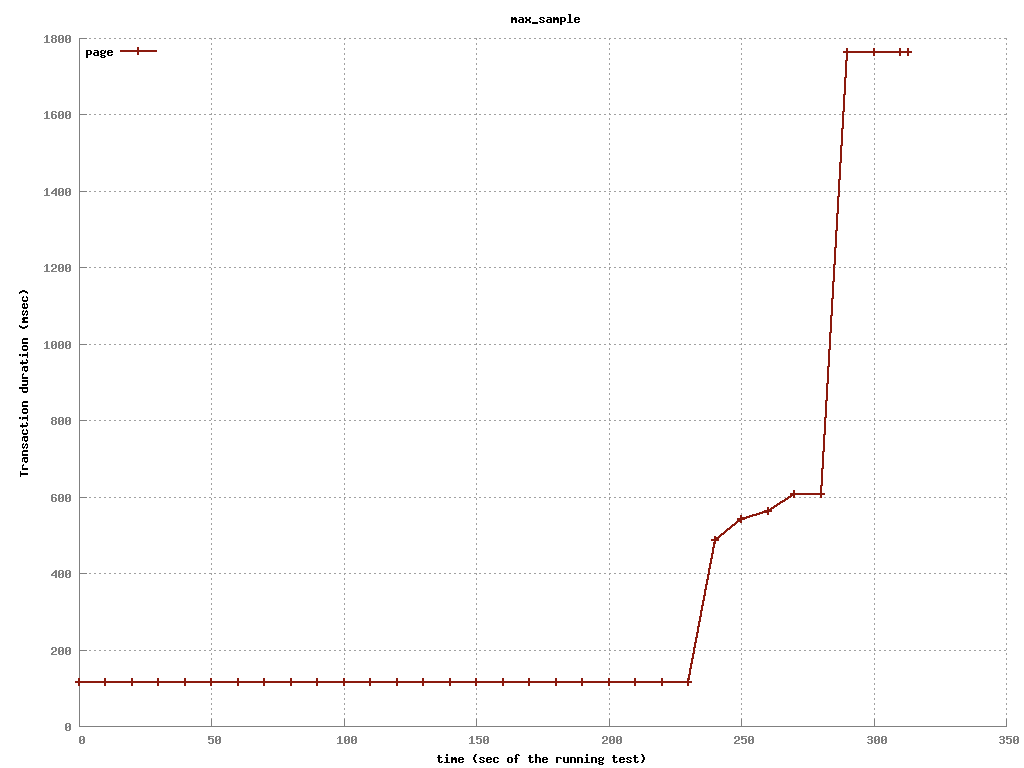 max_sample
page
1800
1600
1400
1200
1000
800
600
400
200
0
Transaction duration (msec)
0 50 100 150 200 250 300 350
time (sec of the running test)